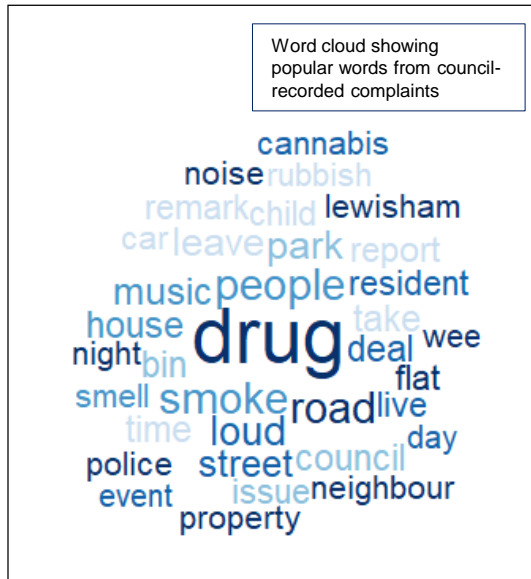 Word cloud showing
popular words from council-
recorded complaints
cannabis
noise rubbish
remark child lewisham
car leave park report
music people resident
house drug take
night bin deal wee
smell smoke road flat live
time loud day
police street council
event issue neighbour
property